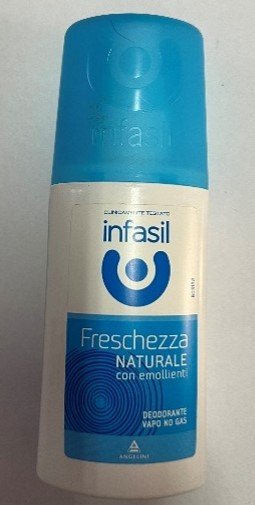 infasil
CLINICAMENTE TESTATO
infasil
Freschezza
NATURALE
con emollienti
DEODORANTE
VAPO NO GAS
ANGELINI